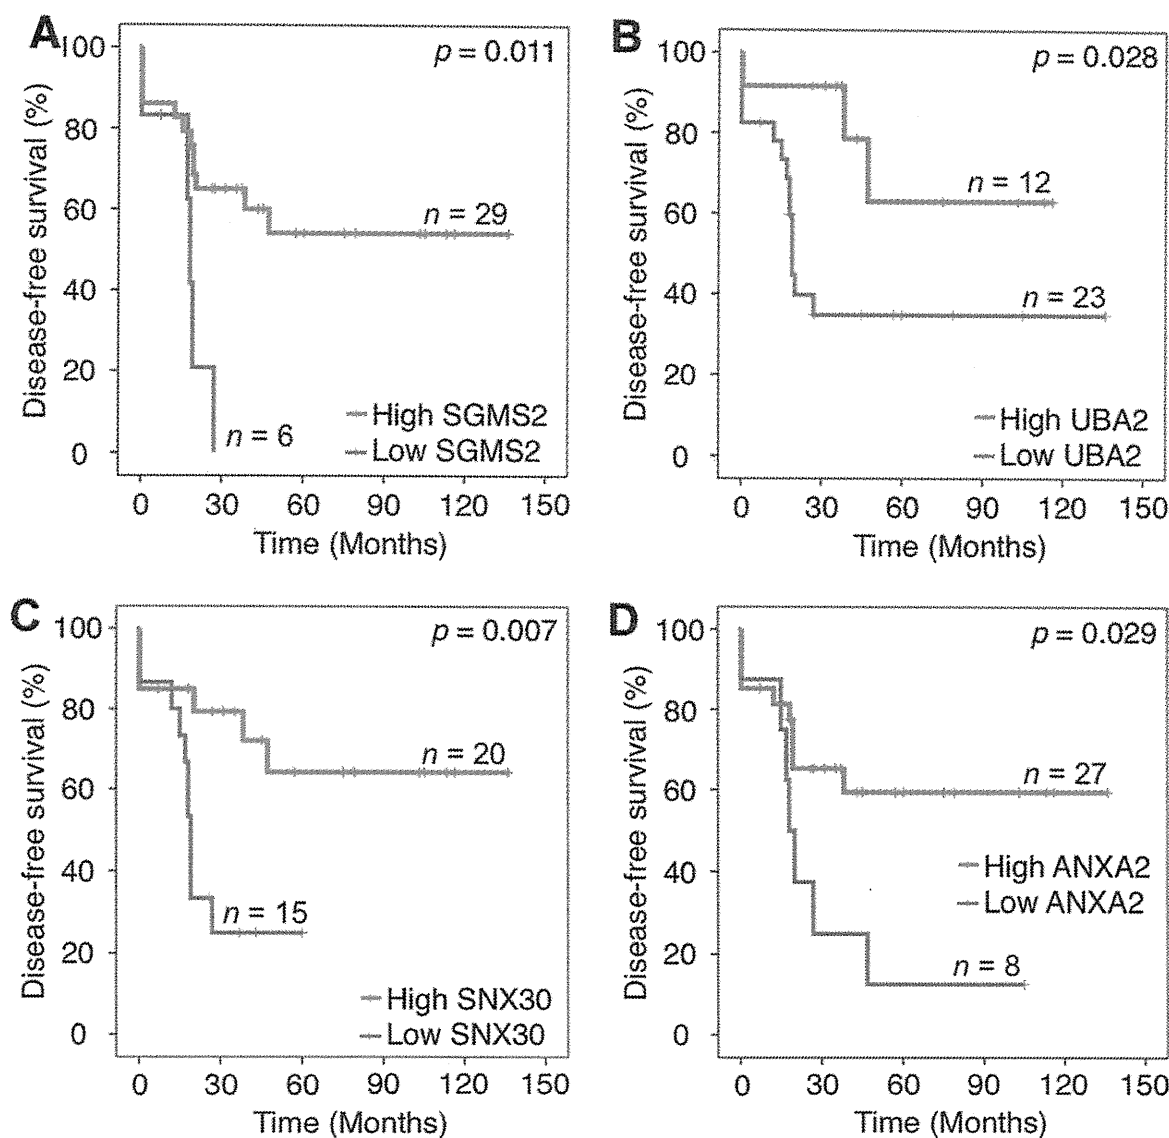 A
100
80
60
40
20
0
Disease-free survival (%)
p = 0.011
n = 29
n = 6
High SGMS2
Low SGMS2
0 30 60 90 120 150
Time (Months)
B
100
80
60
40
20
0
Disease-free survival (%)
p = 0.028
n = 12
n = 23
High UBA2
Low UBA2
0 30 60 90 120 150
Time (Months)
C
100
80
60
40
20
0
Disease-free survival (%)
p = 0.007
n = 20
n = 15
High SNX30
Low SNX30
0 30 60 90 120 150
Time (Months)
D
100
80
60
40
20
0
Disease-free survival (%)
p = 0.029
n = 27
High ANXA2
Low ANXA2
n = 8
0 30 60 90 120 150
Time (Months)